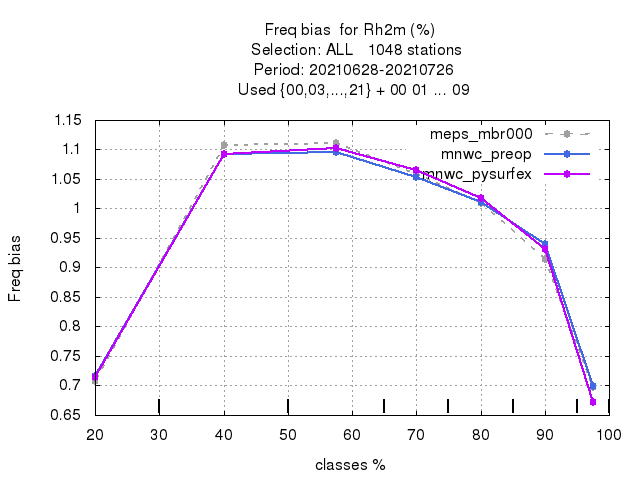 Freq bias  for Rh2m (%)
Selection: ALL   1048 stations
Period: 20210628-20210726
Used {00,03,...,21} + 00 01 ... 09
meps_mbr000
mnwc_preop
mnwc_pysurfex
Freq bias
1.15
1.1
1.05
1
0.95
0.9
0.85
0.8
0.75
0.7
0.65
20
30
40
50
60
70
80
90
100
classes %